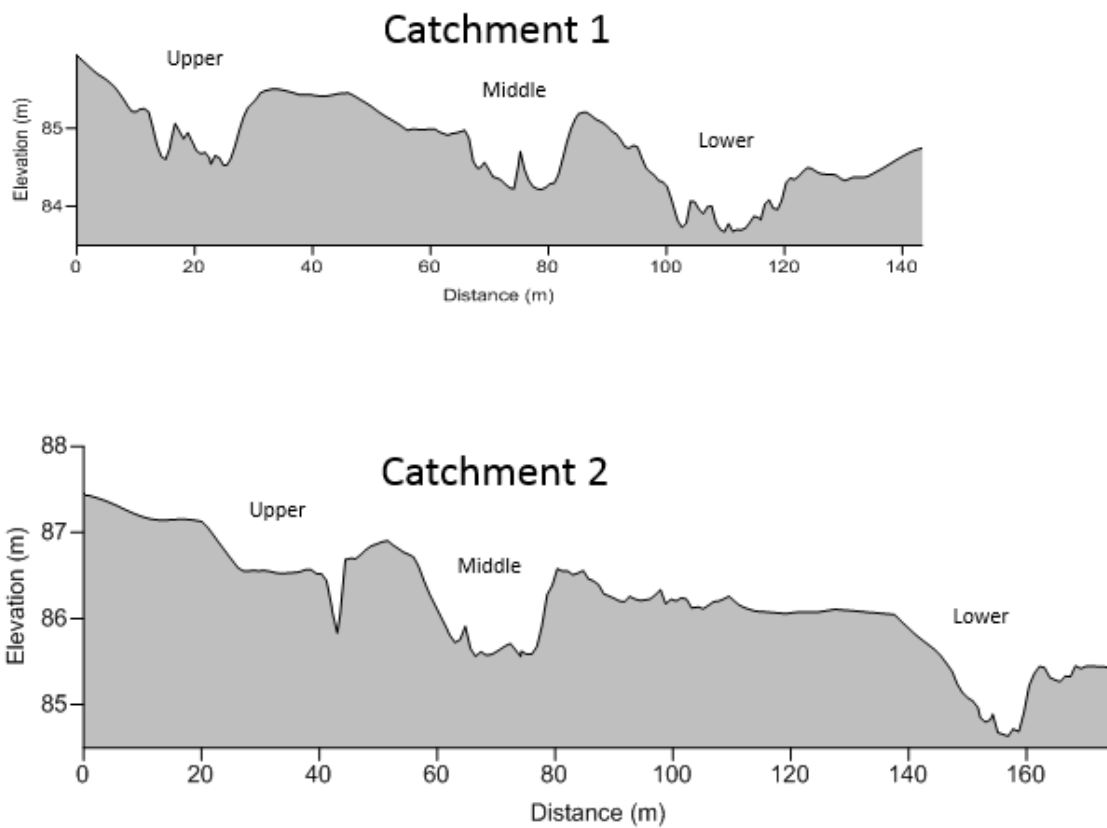 Catchment 1
Upper
Middle
Lower
Elevation (m)
85
84
0 20 40 60 80 100 120 140
Distance (m)
88
Catchment 2
Upper
87
Middle
Elevation (m)
86
Lower
85
0 20 40 60 80 100 120 140 160
Distance (m)